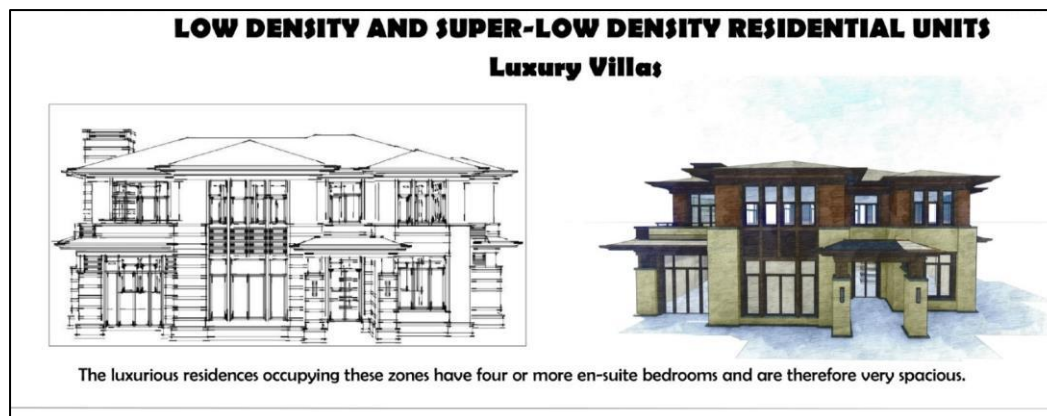 LOW DENSITY AND SUPER-LOW DENSITY RESIDENTIAL UNITS
Luxury Villas
The luxurious residences occupying these zones have four or more en-suite bedrooms and are therefore very spacious.